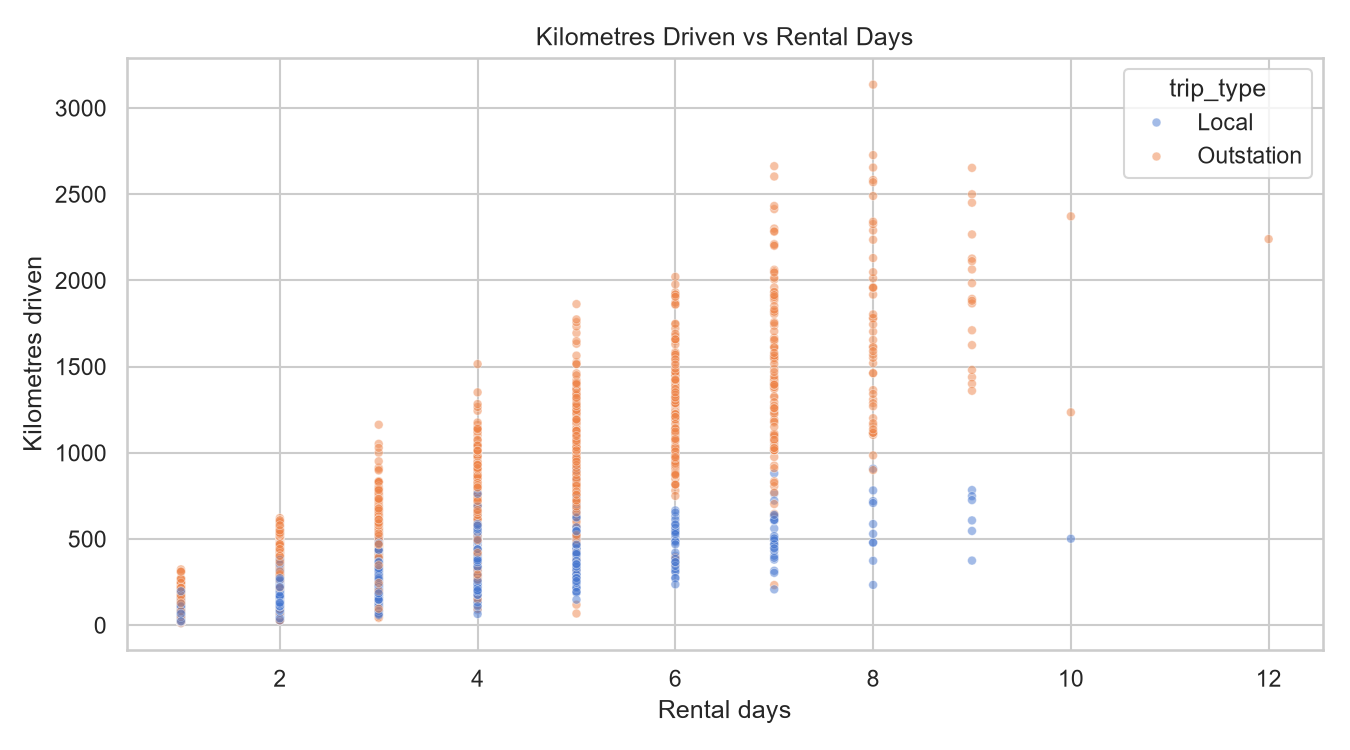 Kilometres Driven vs Rental Days
trip_type
Local
Outstation
3000
2500
2000
1500
1000
500
0
Kilometres driven
2 4 6 8 10 12
Rental days